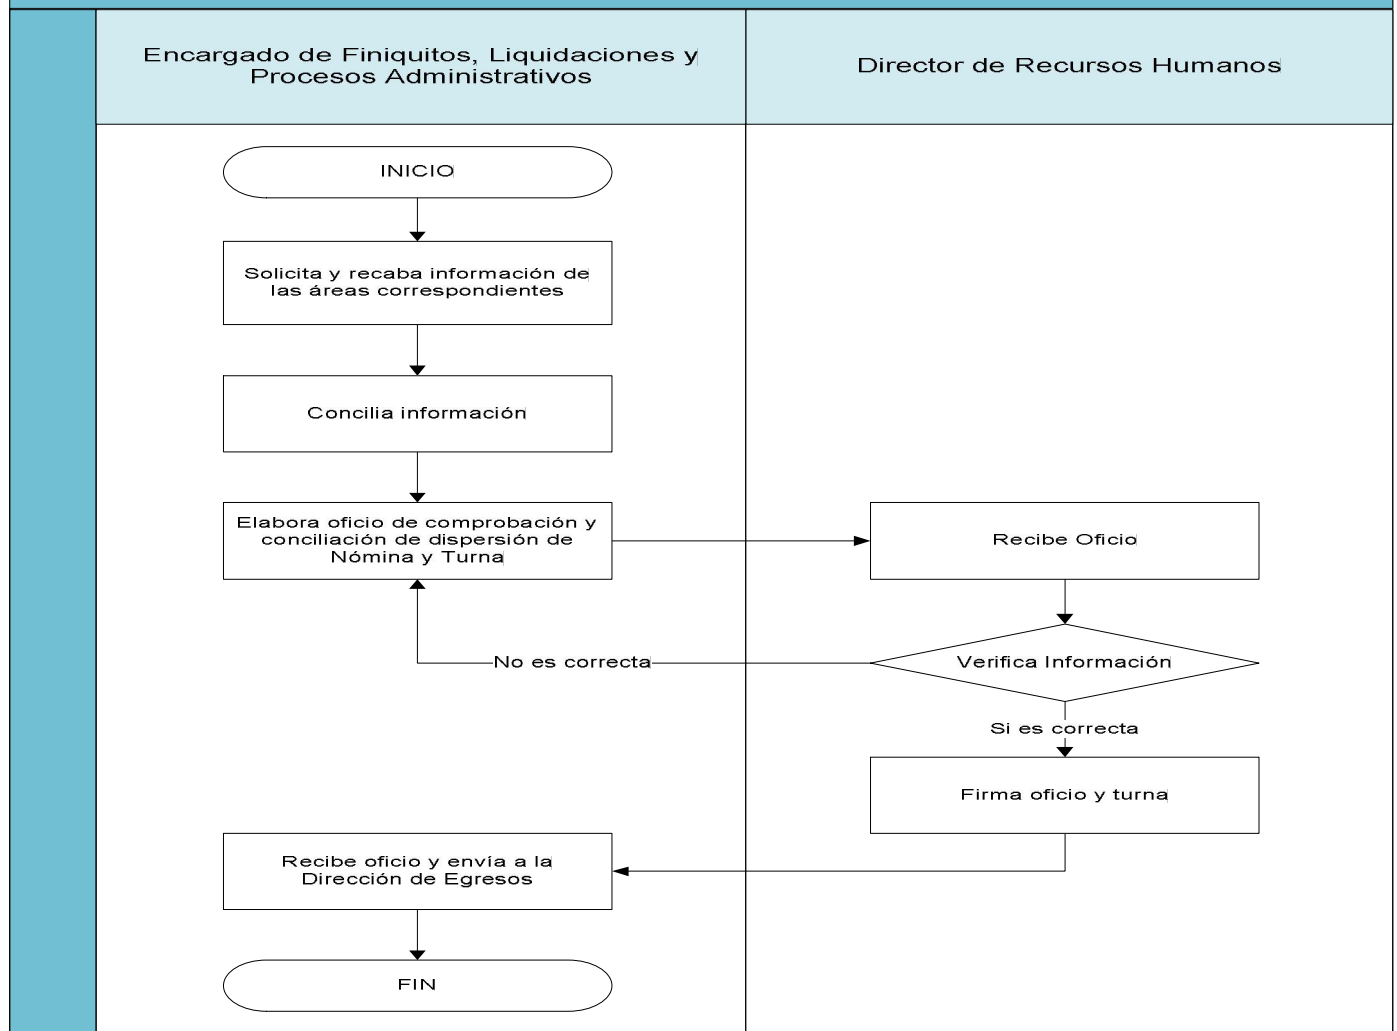 Encargado de Finiquitos, Liquidaciones y
Procesos Administrativos
Director de Recursos Humanos
INICIO
Solicita y recaba información de
las áreas correspondientes
Concilia información
Elabora oficio de comprobación y
conciliación de dispersión de
Nómina y Turna
Recibe Oficio
No es correcta
Verifica Información
Si es correcta
Firma oficio y turna
Recibe oficio y envía a la
Dirección de Egresos
FIN